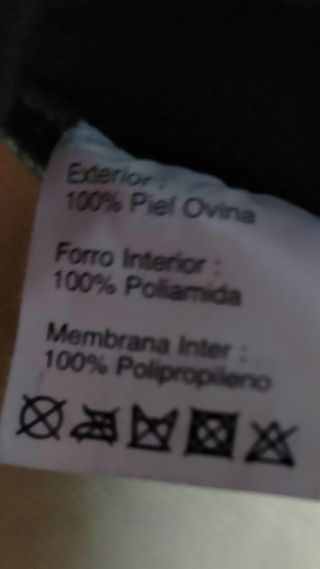 Exterior :
100% Piel Ovina
Forro Interior :
100% Poliamida
Membrana Inter :
100% Polipropileno